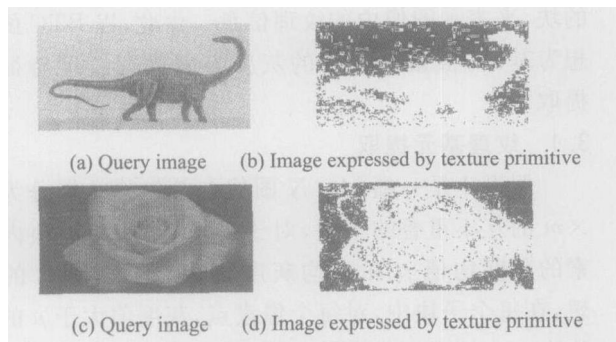 (a) Query image (b) Image expressed by texture primitive
(c) Query image (d) Image expressed by texture primitive